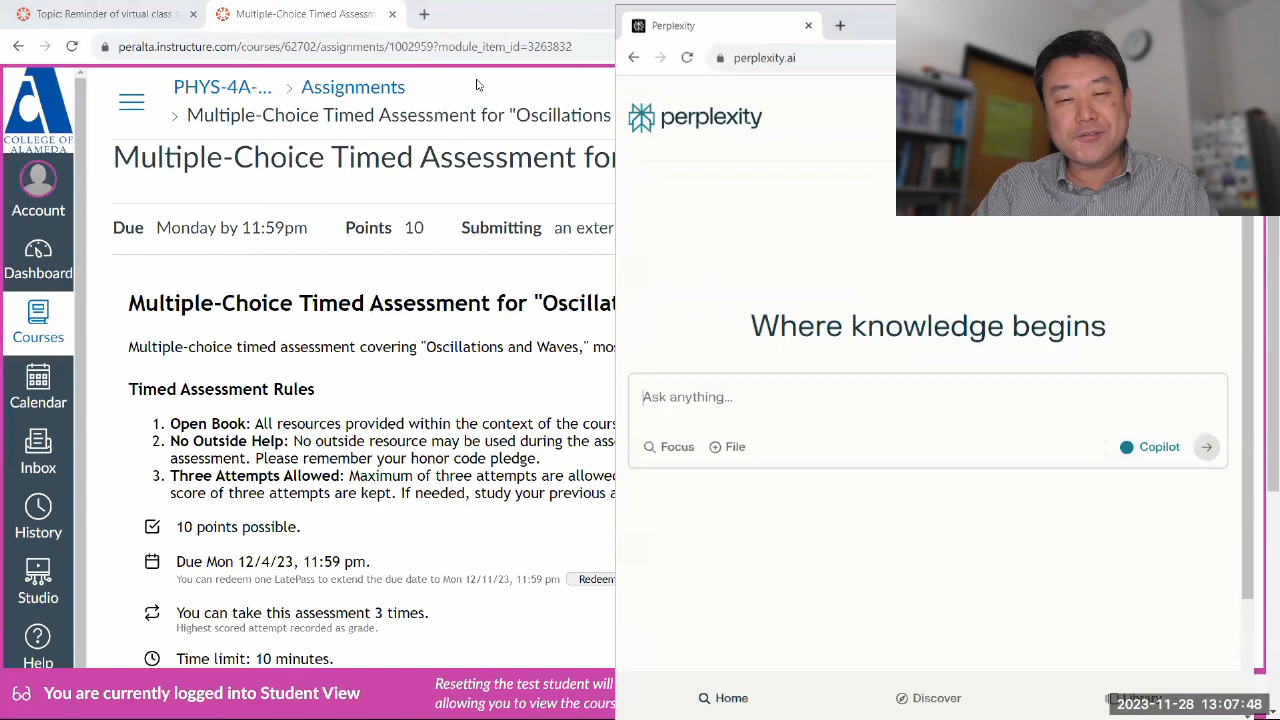 Topic 8 in virtual class
Multiple-Choice Timed Assessm
peralta.instructure.com/courses/62702/assignments/1002959?module_item_id=3263832
COLLEGE OF
ALAMEDA
Account
Dashboard
Courses
Calendar
Inbox
History
Studio
Help
PHYS-4A-... > Assignments
> Multiple-Choice Timed Assessment for "Oscillations
Multiple-Choice Timed Assessment fo
Due Monday by 11:59pm Points 10 Submitting an exter
Multiple-Choice Timed Assessment for "Oscilla
Multiple-choice timed assessment covering "Oscillations and Waves," mo
Timed Assessment Rules
1. Open Book: All resources provided within the context of the cours
2. No Outside Help: No outside resource may be used during the ass
assessment. Please remember your honor code pledge.
3. Three Attempts Allowed: Maximum of three attempts are allowed
score of three attempts are kept. If needed, study your previous a
10 points possible.
Due Mon 12/4/23, 11:59 pm.
You can redeem one LatePass to extend the due date to Mon 12/11/23, 11:59 pm Redeem
You can take this assessment 3 times.
Highest scored attempt recorded as grade.
Time limit: 10 minutes.
You are currently logged into Student View
Resetting the test student will
allowing you to view the cours
Perplexity
perplexity.ai
perplexity
Where knowledge begins
Ask anything...
Focus
File
Copilot
Home
Discover
Library
2023-11-28 13:07:48